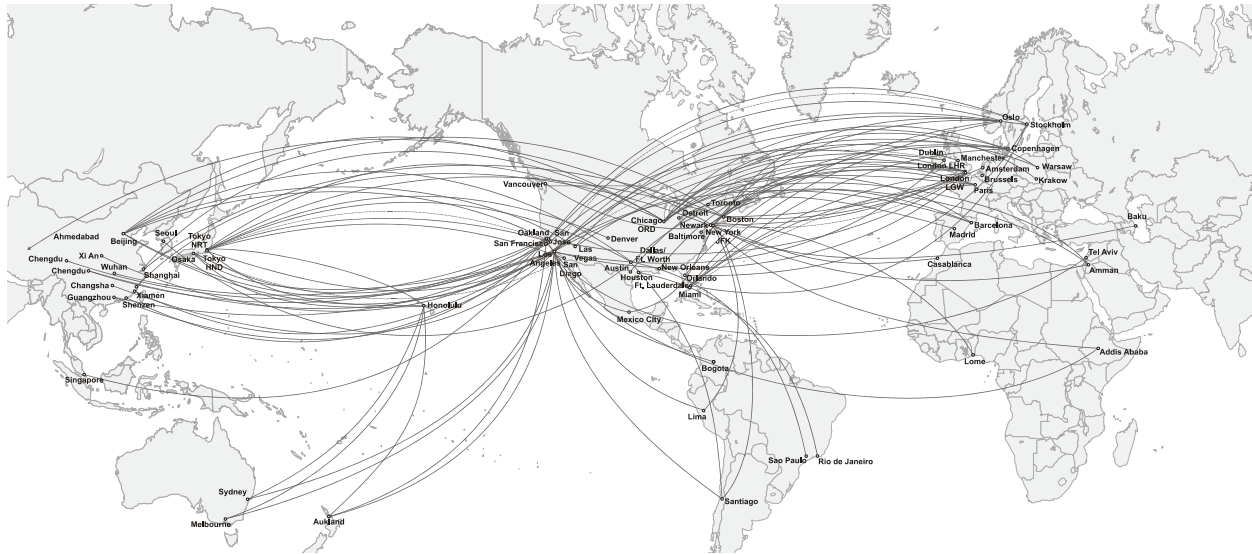 Oslo
Stockholm
Copenhagen
Dublin
Manchester
London LHR
Amsterdam
Warsaw
London
LGW
Brussels
Krakow
Paris
Vancouver
Toronto
Chicago
ORD
Detroit
Boston
Newark
New York
JFK
Baltimore
Barcelona
Madrid
Baku
Ahmedabad
Beijing
Seoul
Tokyo
NRT
Tokyo
HND
Osaka
Oakland
San
Jose
San Francisco
Los
Angeles
Las
Vegas
San
Diego
Denver
Dallas/
Ft. Worth
Austin
Houston
New Orleans
Orlando
Ft. Lauderdale
Miami
Casablanca
Tel Aviv
Amman
Chengdu
Xi An
Chengdu
Wuhan
Shanghai
Changsha
Xiamen
Guangzhou
Shenzen
Honolulu
Mexico City
Singapore
Bogota
Lome
Addis Ababa
Lima
Sao Paulo
Rio de Janeiro
Sydney
Santiago
Melbourne
Aukland